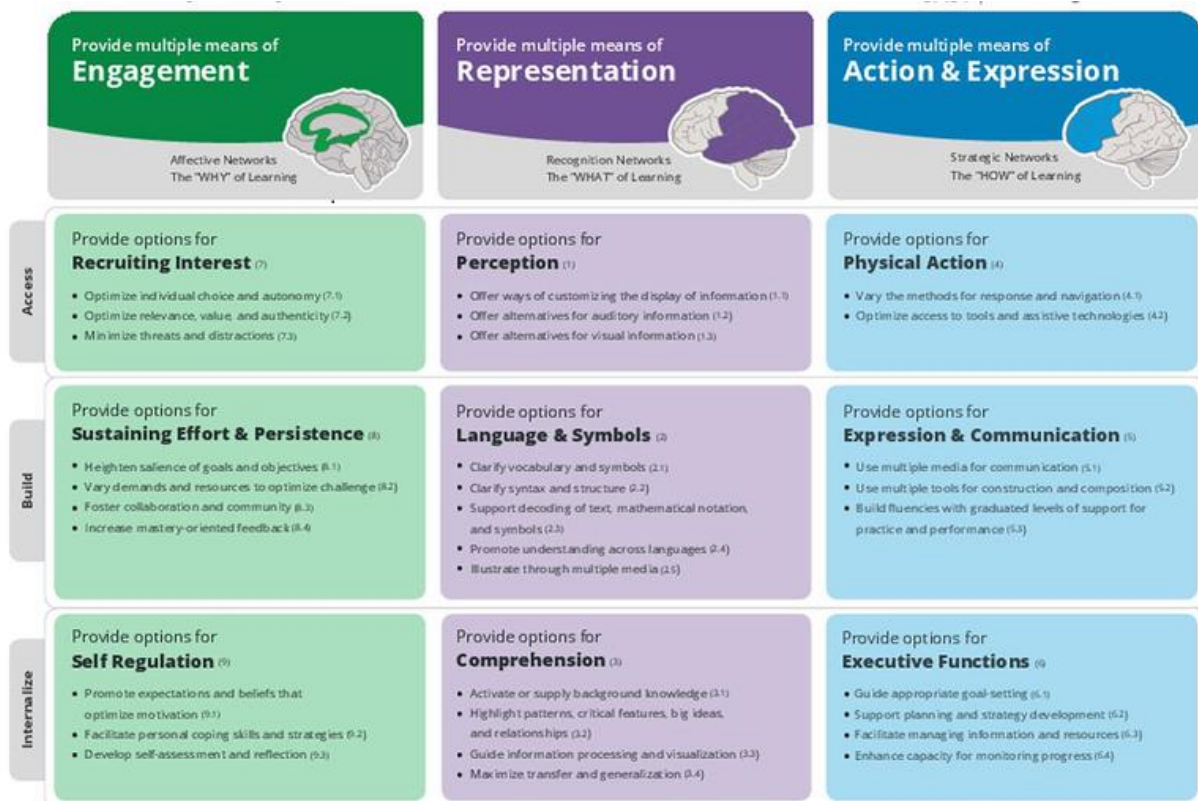 Provide multiple means of
Engagement
Affective Networks
The "WHY" of Learning
Provide multiple means of
Representation
Recognition Networks
The "WHAT" of Learning
Provide multiple means of
Action & Expression
Strategic Networks
The "HOW" of Learning
Access
Provide options for
Recruiting Interest (7)
• Optimize individual choice and autonomy (7.1)
• Optimize relevance, value, and authenticity (7.2)
• Minimize threats and distractions (7.3)
Provide options for
Perception (1)
• Offer ways of customizing the display of information (1.1)
• Offer alternatives for auditory information (1.2)
• Offer alternatives for visual information (1.3)
Provide options for
Physical Action (4)
• Vary the methods for response and navigation (4.1)
• Optimize access to tools and assistive technologies (4.2)
Build
Provide options for
Sustaining Effort & Persistence (8)
• Heighten salience of goals and objectives (8.1)
• Vary demands and resources to optimize challenge (8.2)
• Foster collaboration and community (8.3)
• Increase mastery-oriented feedback (8.4)
Provide options for
Language & Symbols (2)
• Clarify vocabulary and symbols (2.1)
• Clarify syntax and structure (2.2)
• Support decoding of text, mathematical notation,
and symbols (2.3)
• Promote understanding across languages (2.4)
• Illustrate through multiple media (2.5)
Provide options for
Expression & Communication (5)
• Use multiple media for communication (5.1)
• Use multiple tools for construction and composition (5.2)
• Build fluencies with graduated levels of support for
practice and performance (5.3)
Internalize
Provide options for
Self Regulation (9)
• Promote expectations and beliefs that
optimize motivation (9.1)
• Facilitate personal coping skills and strategies (9.2)
• Develop self-assessment and reflection (9.3)
Provide options for
Comprehension (3)
• Activate or supply background knowledge (3.1)
• Highlight patterns, critical features, big ideas,
and relationships (3.2)
• Guide information processing and visualization (3.3)
• Maximize transfer and generalization (3.4)
Provide options for
Executive Functions (6)
• Guide appropriate goal-setting (6.1)
• Support planning and strategy development (6.2)
• Facilitate managing information and resources (6.3)
• Enhance capacity for monitoring progress (6.4)